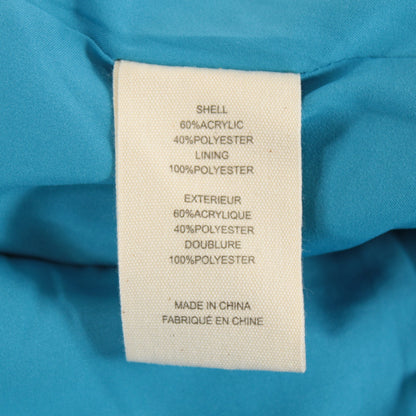 SHELL
60%ACRYLIC
40%POLYESTER
LINING
100%POLYESTER
EXTERIEUR
60%ACRYLIQUE
40%POLYESTER
DOUBLURE
100%POLYESTER
MADE IN CHINA
FABRIQUÉ EN CHINE